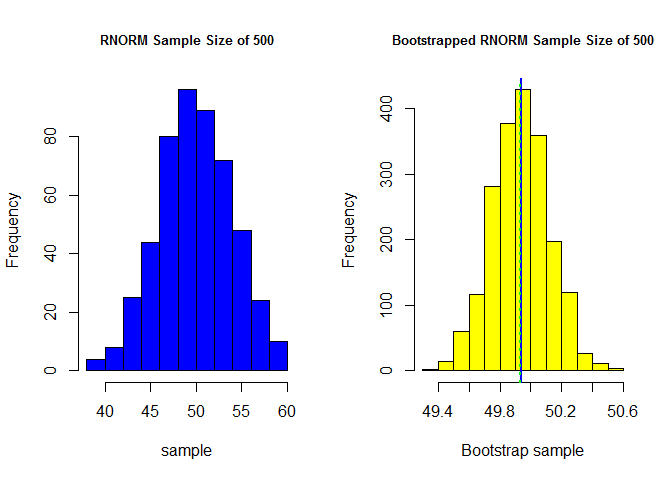 RNORM Sample Size of 500
Frequency
0 20 40 60 80
40 45 50 55 60
sample
Bootstrapped RNORM Sample Size of 500
Frequency
0 100 200 300 400
49.4 49.8 50.2 50.6
Bootstrap sample